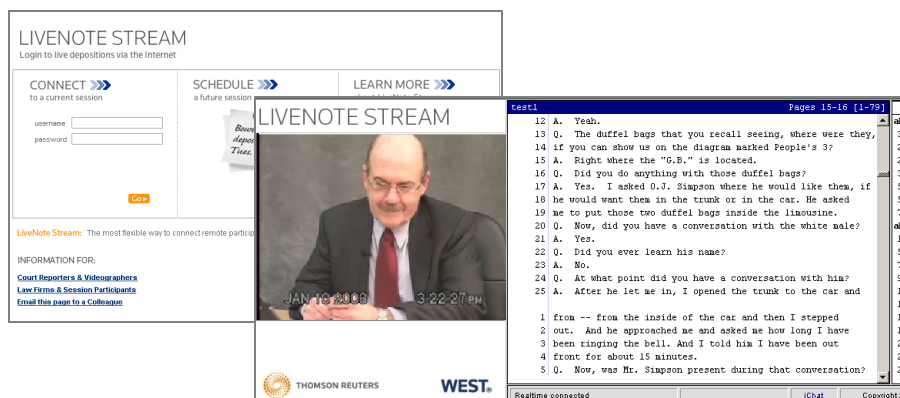 LIVENOTE STREAM
Login to live depositions via the Internet
CONNECT
to a current session
username
password
Go
SCHEDULE
a future session
LEARN MORE
LiveNote Stream: The most flexible way to connect remote particip
INFORMATION FOR:
Court Reporters & Videographers
Law Firms & Session Participants
Email this page to a Colleague
LIVENOTE STREAM
JAN 16 2008 3:22:27 PM
THOMSON REUTERS
WEST®
test1 Pages 15-16 [1-79]
12 A. Yeah.
13 Q. The duffel bags that you recall seeing, where were they,
14 if you can show us on the diagram marked People's 3?
15 A. Right where the "G.B." is located.
16 Q. Did you do anything with those duffel bags?
17 A. Yes. I asked O.J. Simpson where he would like them, if
18 he would want them in the trunk or in the car. He asked
19 me to put those two duffel bags inside the limousine.
20 Q. Now, did you have a conversation with the white male?
21 A. Yes.
22 Q. Did you ever learn his name?
23 A. No.
24 Q. At what point did you have a conversation with him?
25 A. After he let me in, I opened the trunk to the car and
1 from -- from the inside of the car and then I stepped
2 out. And he approached me and asked me how long I have
3 been ringing the bell. And I told him I have been out
4 front for about 15 minutes.
5 Q. Now, was Mr. Simpson present during that conversation?
Realtime connected
iChat
Copyright